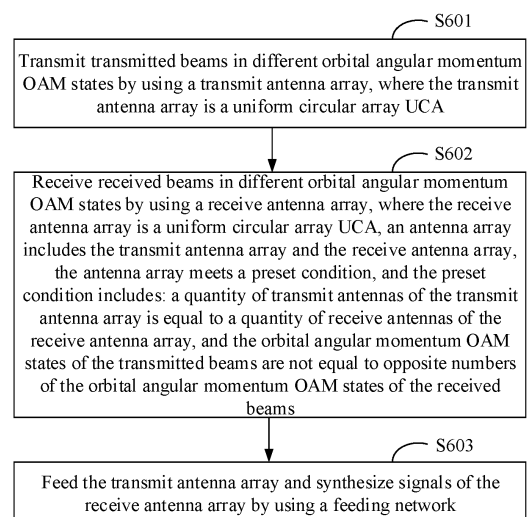 S601
Transmit transmitted beams in different orbital angular momentum
OAM states by using a transmit antenna array, where the transmit
antenna array is a uniform circular array UCA
S602
Receive received beams in different orbital angular momentum
OAM states by using a receive antenna array, where the receive
antenna array is a uniform circular array UCA, an antenna array
includes the transmit antenna array and the receive antenna array,
the antenna array meets a preset condition, and the preset
condition includes: a quantity of transmit antennas of the transmit
antenna array is equal to a quantity of receive antennas of the
receive antenna array, and the orbital angular momentum OAM
states of the transmitted beams are not equal to opposite numbers
of the orbital angular momentum OAM states of the received
beams
S603
Feed the transmit antenna array and synthesize signals of the
receive antenna array by using a feeding network